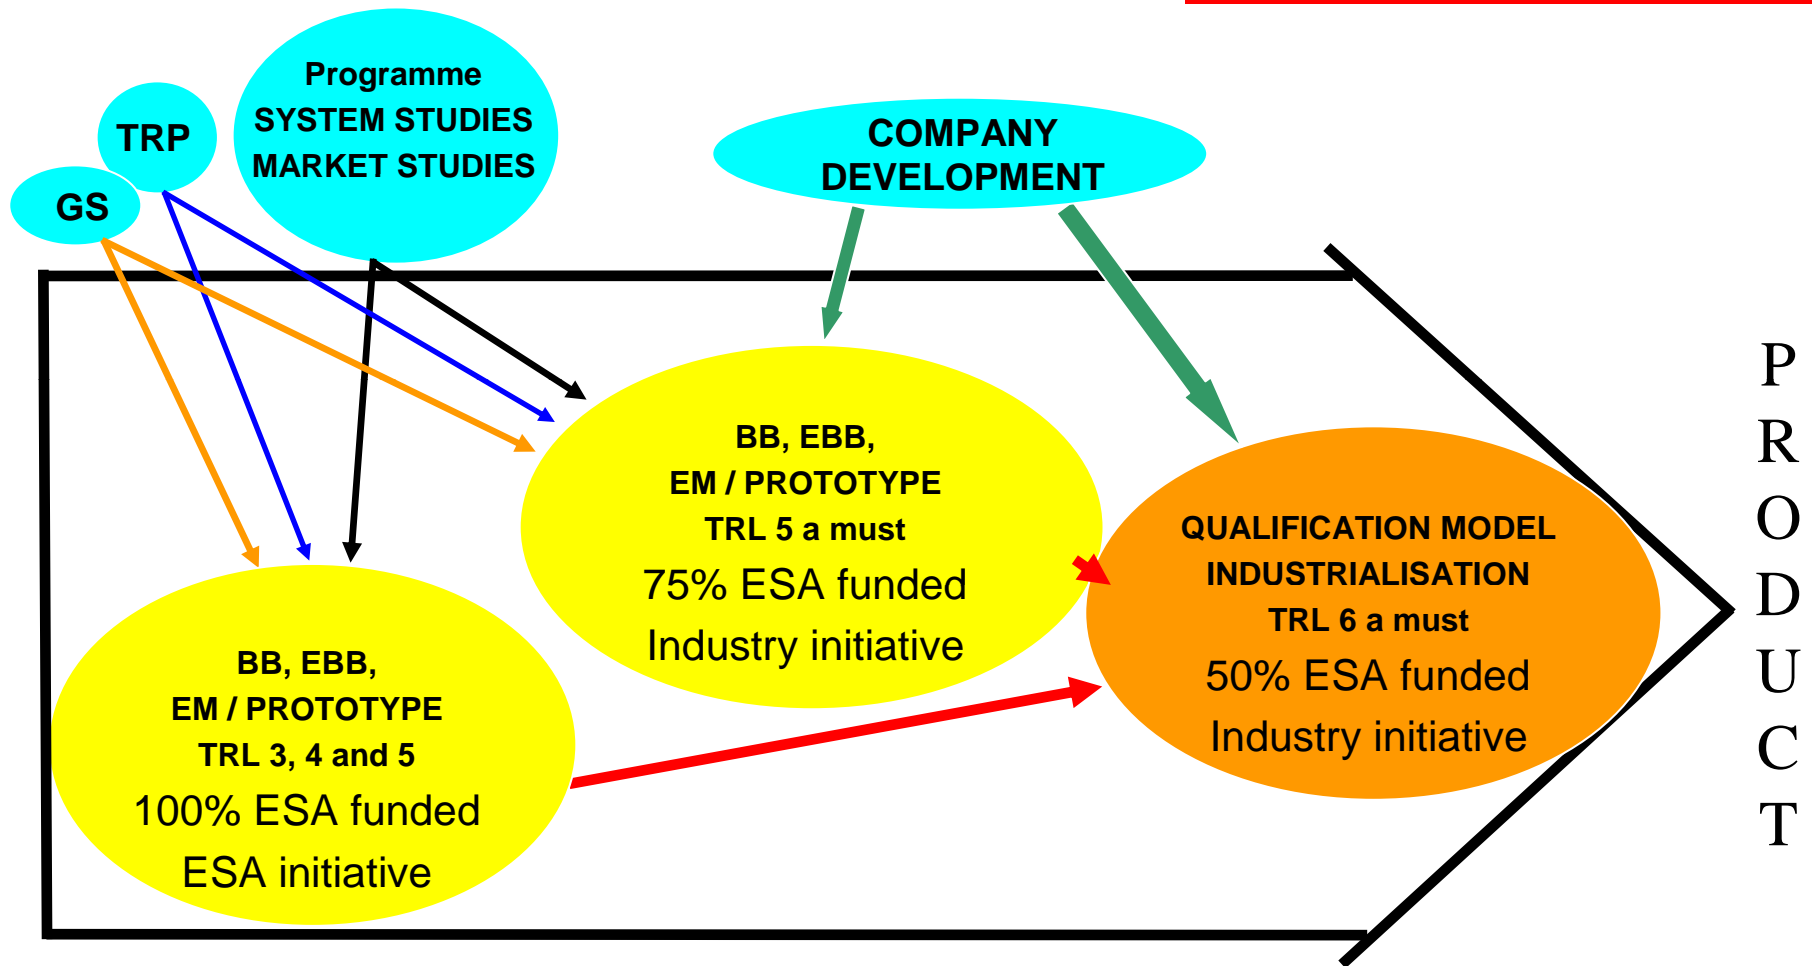 Programme
SYSTEM STUDIES
MARKET STUDIES
TRP
GS
COMPANY
DEVELOPMENT
BB, EBB,
EM / PROTOTYPE
TRL 5 a must
75% ESA funded
Industry initiative
QUALIFICATION MODEL
INDUSTRIALISATION
TRL 6 a must
50% ESA funded
Industry initiative
BB, EBB,
EM / PROTOTYPE
TRL 3, 4 and 5
100% ESA funded
ESA initiative
PRODUCT